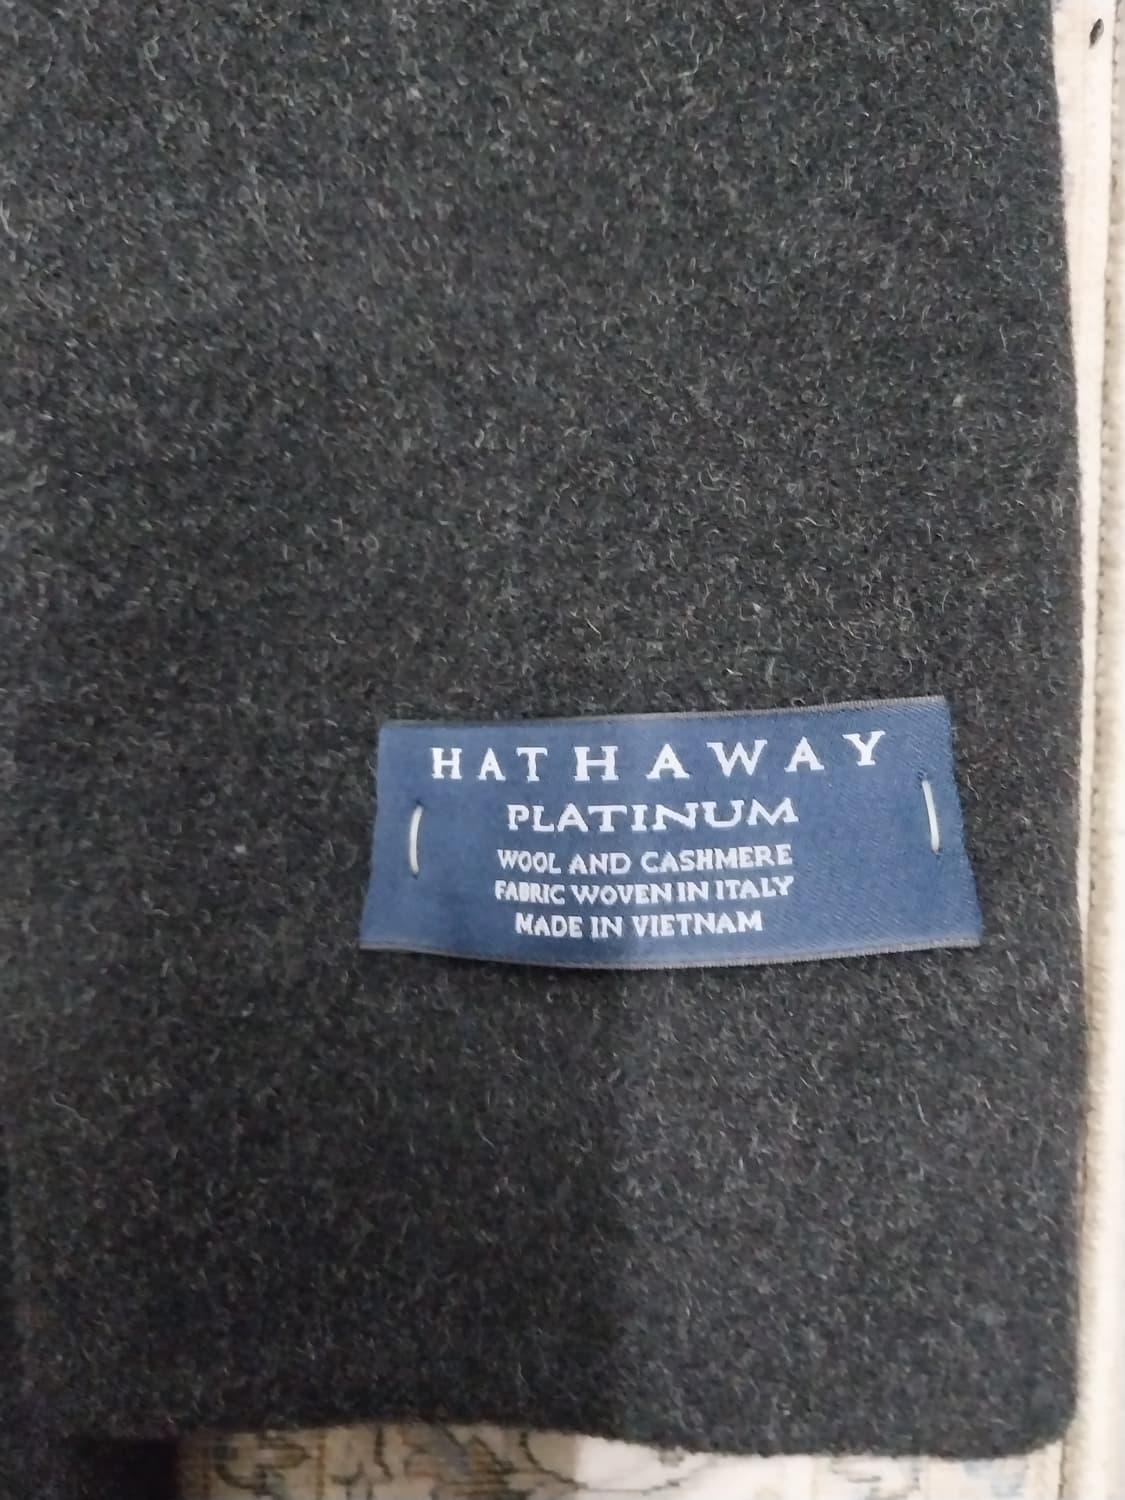 HATHAWAY
PLATINUM
WOOL AND CASHMERE
FABRIC WOVEN IN ITALY
MADE IN VIETNAM